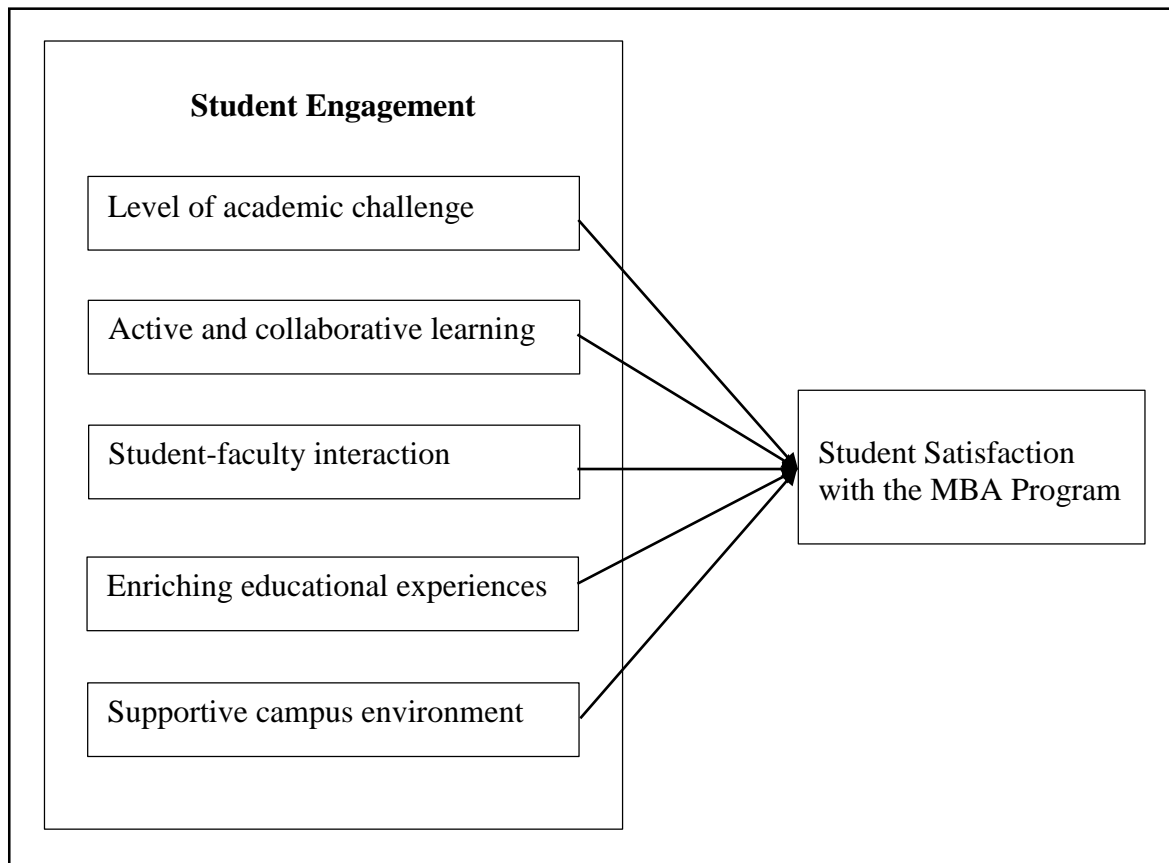 Student Engagement
Level of academic challenge
Active and collaborative learning
Student-faculty interaction
Enriching educational experiences
Supportive campus environment
Student Satisfaction
with the MBA Program